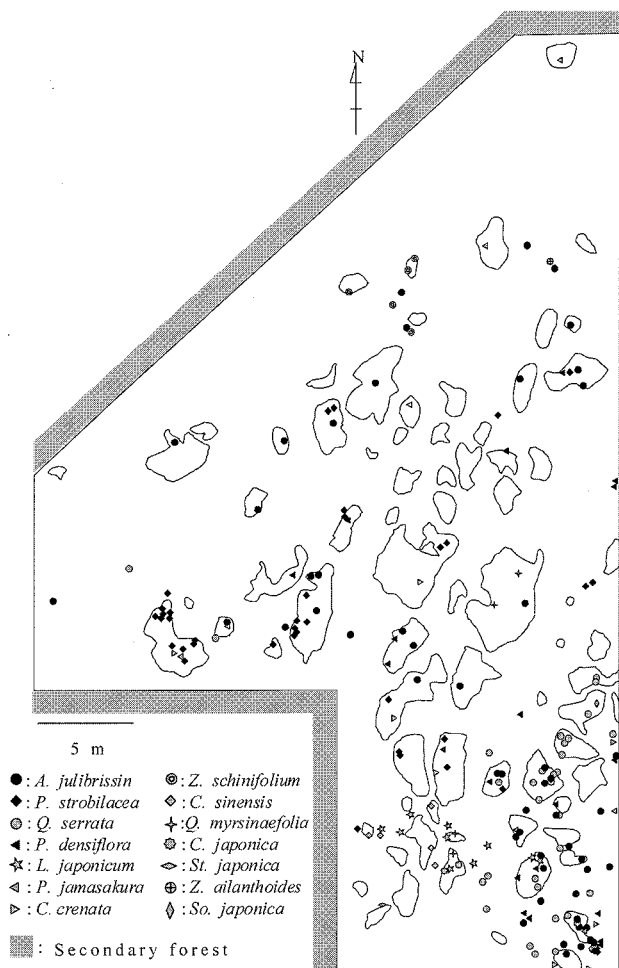 N
5 m
: A. julibrissin
: P. strobilacea
: Q. serrata
: P. densiflora
: L. japonicum
: P. jamasakura
: C. crenata
: Z. schinifolium
: C. sinensis
: Q. myrsinaefolia
: C. japonica
: St. japonica
: Z. ailanthoides
: So. japonica
: Secondary forest